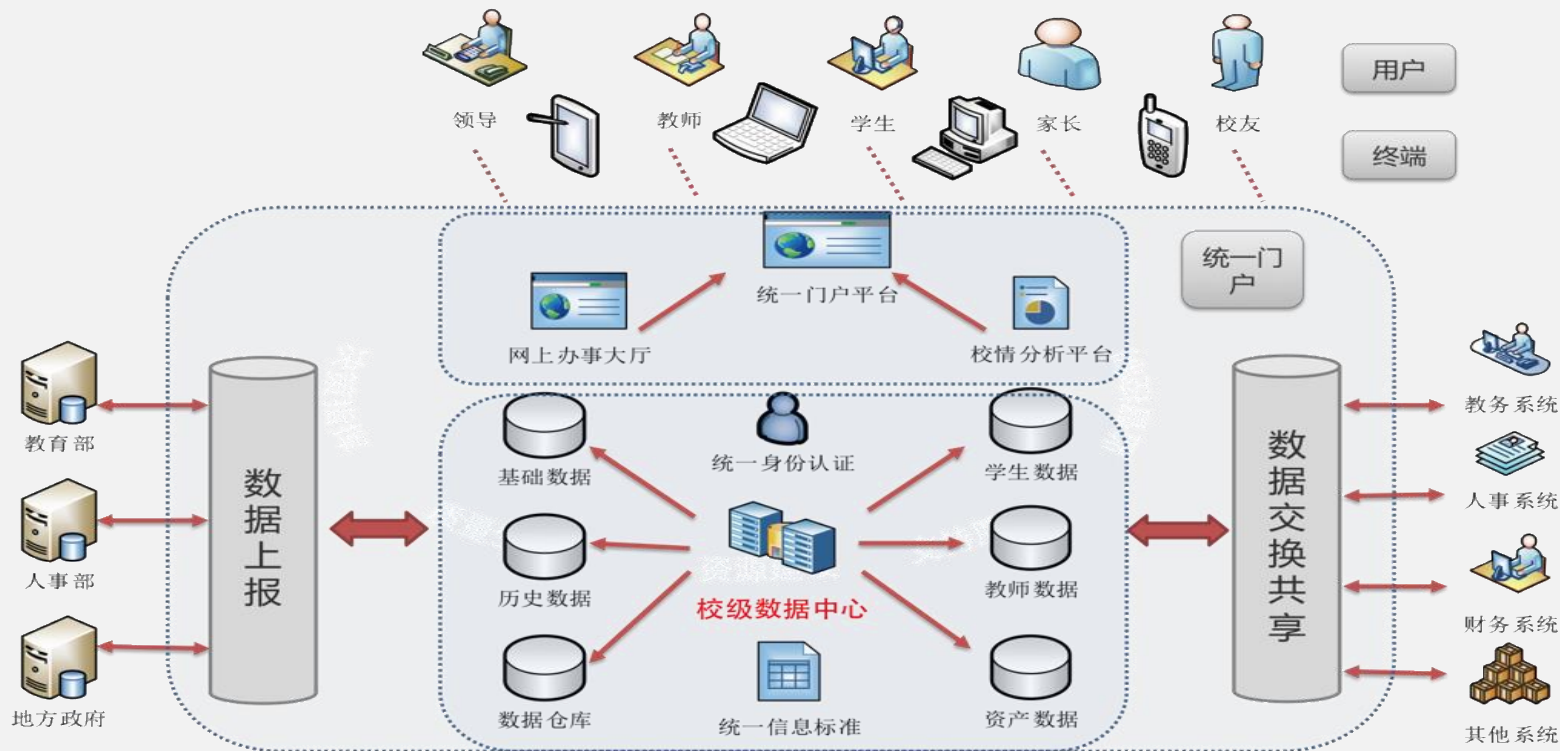 用户
领导
教师
学生
家长
校友
终端
统一门
户
统一门户平台
网上办事大厅
校情分析平台
教育部
人事部
地方政府
数据上报
基础数据
历史数据
数据仓库
统一身份认证
校级数据中心
统一信息标准
学生数据
教师数据
资产数据
数据交换共享
教务系统
人事系统
财务系统
其他系统